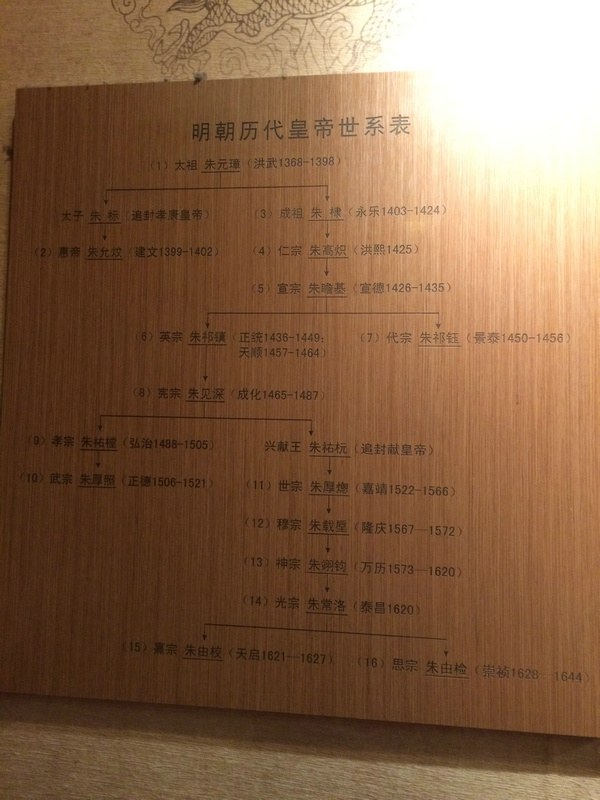 明朝历代皇帝世系表
（1）太祖 朱元璋（洪武1368-1398）
太子 朱 标（追封孝康皇帝）
（3）成祖 朱 棣（永乐1403-1424）
（2）惠帝 朱允炆（建文1399-1402）
（4）仁宗 朱高炽（洪熙1425）
（5）宣宗 朱瞻基（宣德1426-1435）
（6）英宗 朱祁镇（正统1436-1449；
天顺1457-1464）
（7）代宗 朱祁钰（景泰1450-1456）
（8）宪宗 朱见深（成化1465-1487）
（9）孝宗 朱祐樘（弘治1488-1505）
兴献王 朱祐杬（追封献皇帝）
（10）武宗 朱厚照（正德1506-1521）
（11）世宗 朱厚熜（嘉靖1522-1566）
（12）穆宗 朱载垕（隆庆1567—1572）
（13）神宗 朱翊钧（万历1573—1620）
（14）光宗 朱常洛（泰昌1620）
（15）熹宗 朱由校（天启1621—1627）
（16）思宗 朱由检（崇祯1628—1644）